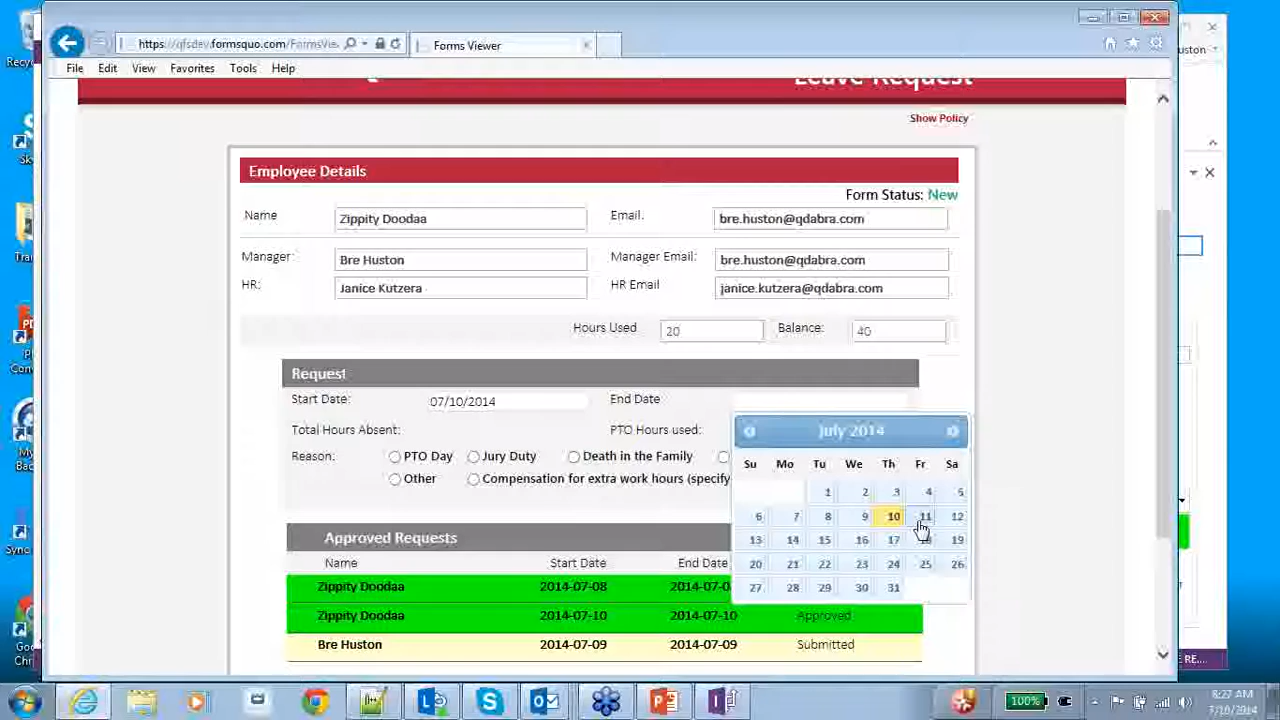 https://qfsdev.formsquo.com/FormsVie
Forms Viewer
File Edit View Favorites Tools Help
Leave Request
Show Policy
Employee Details
Form Status: New
Name Zippity Doodaa Email: bre.huston@qdabra.com
Manager: Bre Huston Manager Email: bre.huston@qdabra.com
HR: Janice Kutzera HR Email janice.kutzera@qdabra.com
Hours Used 20 Balance: 40
Request
Start Date: 07/10/2014 End Date
Total Hours Absent: PTO Hours used:
Reason: PTO Day Jury Duty Death in the Family
Other Compensation for extra work hours (specify
July 2014
Su Mo Tu We Th Fr Sa
1 2 3 4 5
6 7 8 9 10 11 12
13 14 15 16 17 18 19
20 21 22 23 24 25 26
27 28 29 30 31
Approved Requests
Name Start Date End Date
Zippity Doodaa 2014-07-08 2014-07-0
Zippity Doodaa 2014-07-10 2014-07-10 Approved
Bre Huston 2014-07-09 2014-07-09 Submitted
uston
RE...
100%
8:27 AM
7/10/2014